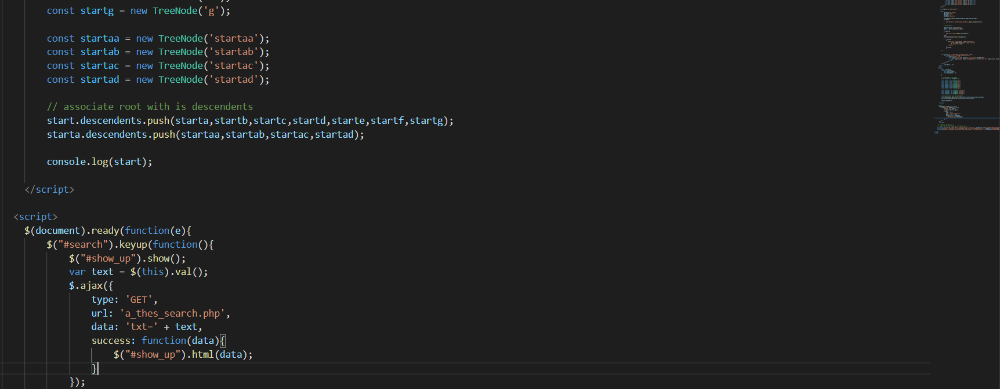 const startg = new TreeNode('g');
const startaa = new TreeNode('startaa');
const startab = new TreeNode('startab');
const startac = new TreeNode('startac');
const startad = new TreeNode('startad');
// associate root with is descendents
start.descendents.push(starta,startb,startc,startd,starte,startf,startg);
starta.descendents.push(startaa,startab,startac,startad);
console.log(start);
</script>
<script>
$(document).ready(function(e){
$("#search").keyup(function(){
$("#show_up").show();
var text = $(this).val();
$.ajax({
type: 'GET',
url: 'a_thes_search.php',
data: 'txt=' + text,
success: function(data){
$("#show_up").html(data);
}
});